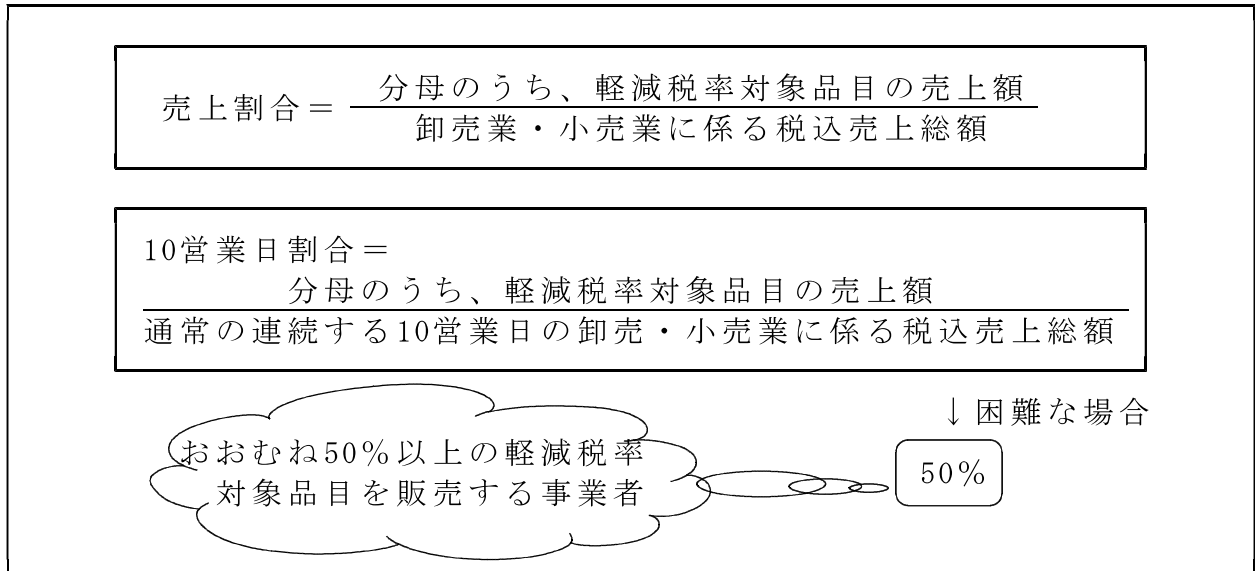 売上割合＝
分母のうち、軽減税率対象品目の売上額
卸売業・小売業に係る税込売上総額
10営業日割合＝
分母のうち、軽減税率対象品目の売上額
通常の連続する10営業日の卸売・小売業に係る税込売上総額
↓困難な場合
おおむね50%以上の軽減税率
対象品目を販売する事業者
50%